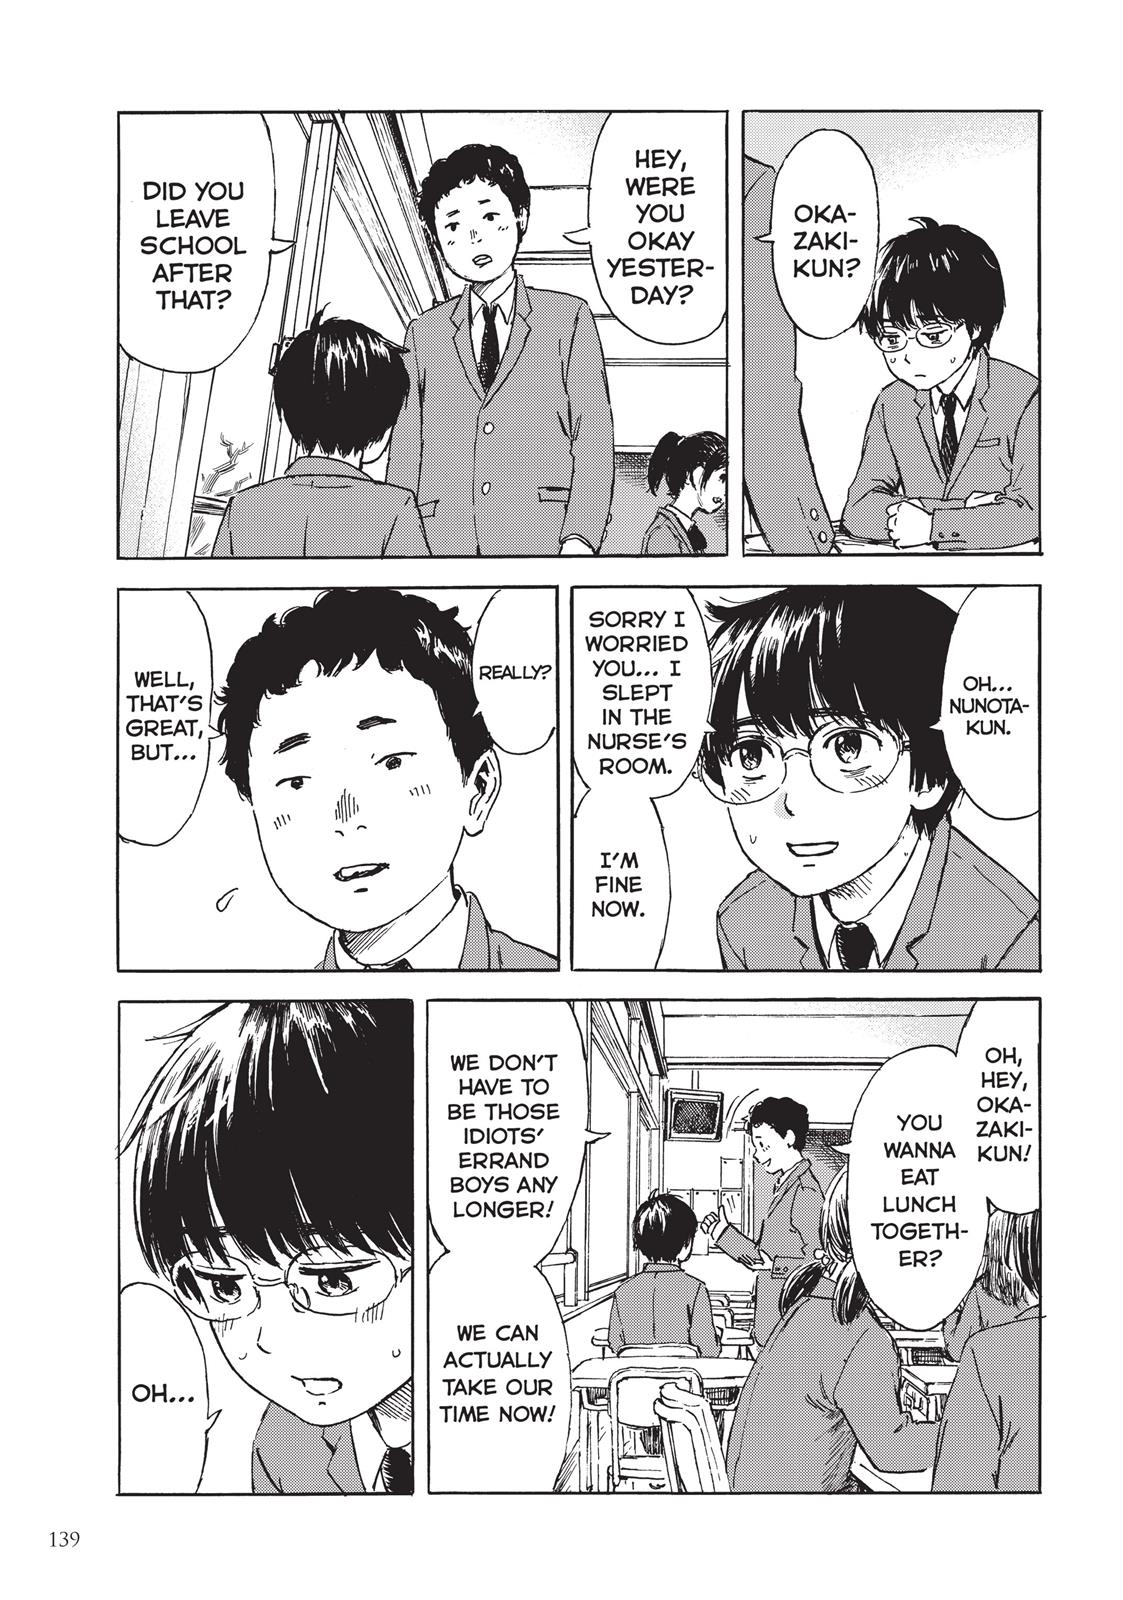 OKA-
ZAKI-
KUN?
HEY,
WERE
YOU
OKAY
YESTER-
DAY?
DID YOU
LEAVE
SCHOOL
AFTER
THAT?
OH...
NUNOTA-
KUN.
SORRY I
WORRIED
YOU... I
SLEPT
IN THE
NURSE'S
ROOM.
I'M
FINE
NOW.
REALLY?
WELL,
THAT'S
GREAT,
BUT...
OH,
HEY,
OKA-
ZAKI-
KUN!
YOU
WANNA
EAT
LUNCH
TOGETH-
ER?
WE DON'T
HAVE TO
BE THOSE
IDIOTS'
ERRAND
BOYS ANY
LONGER!
WE CAN
ACTUALLY
TAKE OUR
TIME NOW!
OH...
139